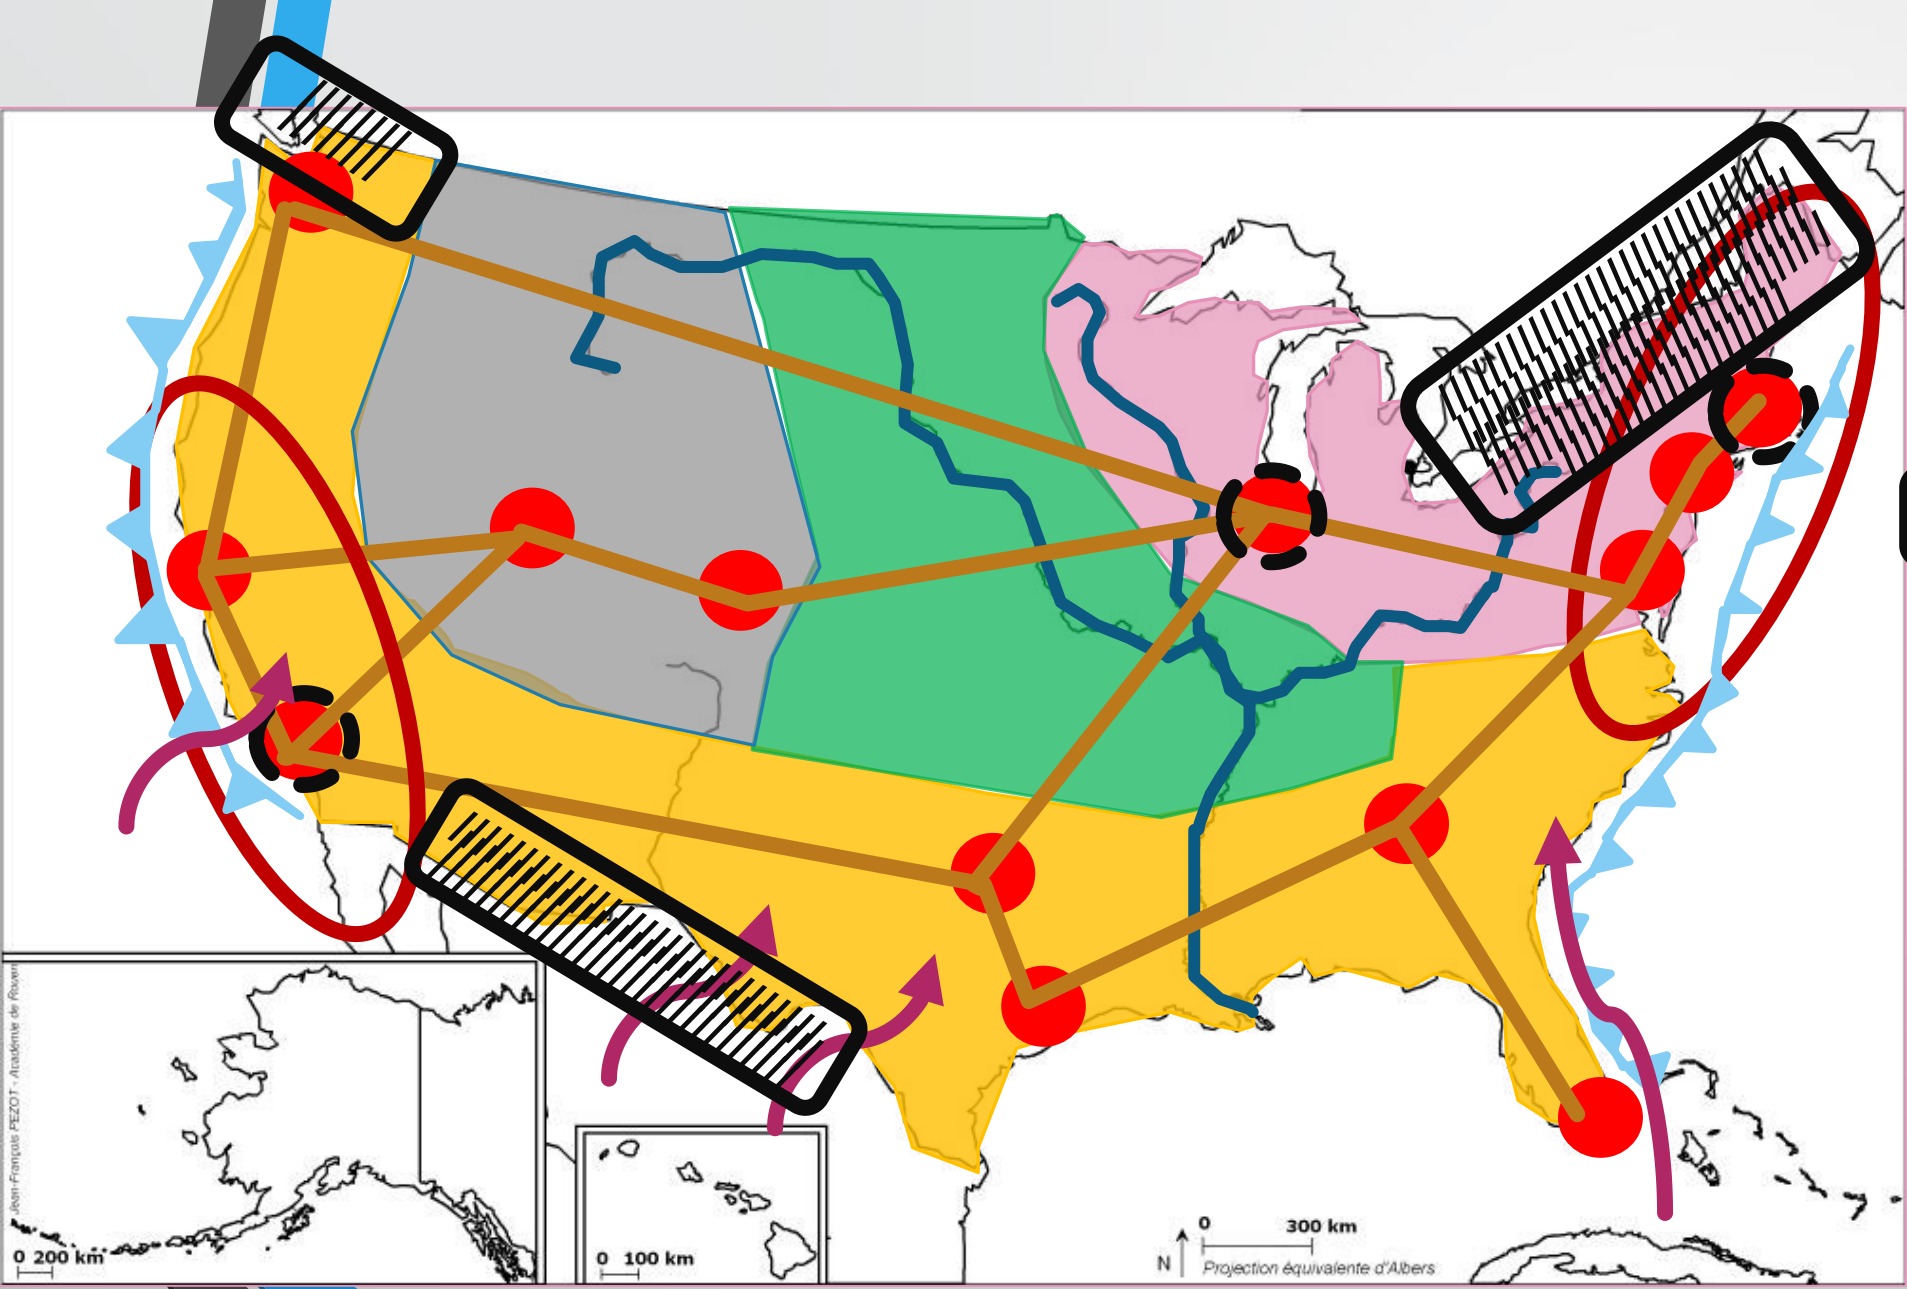 Jean-François PEZOT - Académie de Rouen
0 200 km
0 100 km
0 300 km
N
Projection équivalente d'Albers